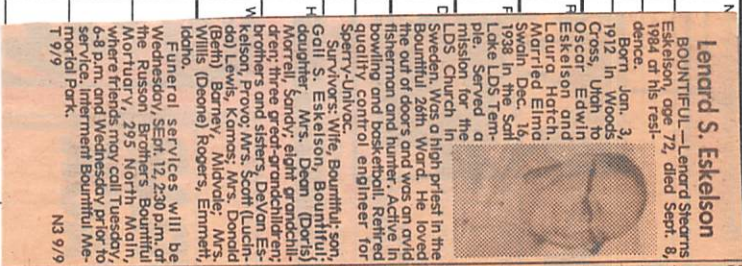 Lenard S. Eskelson
BOUNTIFUL—Lenard Stearns
Eskelson, age 72, died Sept. 8,
1984 at his resi-
dence.
Born Jan. 3,
1912 in Woods
Cross, Utah to
Oscar Edwin
Eskelson and
Laura Hatch.
Married Elma
Swain Dec. 16,
1938 in the Salt
Lake LDS Tem-
ple. Served a
mission for the
LDS Church in
Sweden. Was a high priest in the
Bountiful 26th Ward. He loved
the out of doors and was an avid
fisherman and hunter. Active in
bowling and basketball. Retired
quality control engineer for
Sperry-Univac.
Survivors: Wife, Bountiful; son,
Gail S. Eskelson, Bountiful;
daughter, Mrs. Dean (Doris)
Morrell, Sandy; eight grandchil-
dren; three great-grandchildren;
brothers and sisters, DeVan Es-
kelson, Provo; Mrs. Scott (Lucin-
da) Lewis, Kamas; Mrs. Donald
(Beth) Barney, Midvale; Mrs.
Willis (Deone) Rogers, Emmett,
Idaho.
Funeral services will be
Wednesday, SEpt. 12, 2:30 p.m. at
the Russon Brothers Bountiful
Mortuary, 295 North Main,
where friends may call Tuesday,
6-8 p.m. and Wednesday prior to
service. Interment Bountiful Me-
morial Park.
T 9/9 N3 9/9